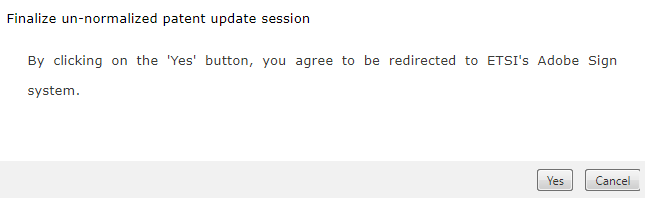 Finalize un-normalized patent update session
By clicking on the 'Yes' button, you agree to be redirected to ETSI's Adobe Sign
system.
Yes
Cancel